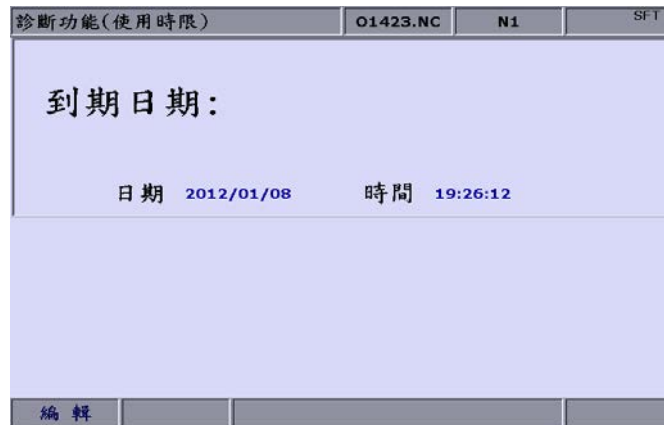 診斷功能(使用時限) O1423.NC N1 SFT
到期日期:
日期 2012/01/08 時間 19:26:12
編輯